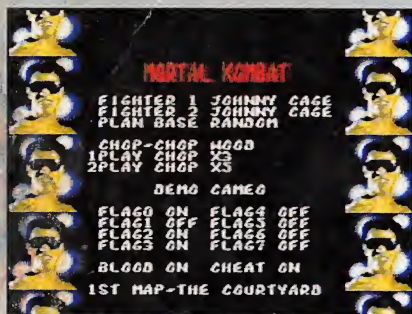 MORTAL KOMBAT
FIGHTER 1 JOHNNY CAGE
FIGHTER 2 JOHNNY CAGE
PLAN BASE RANDOM
CHOP-CHOP WOOD
1PLAY CHOP X3
2PLAY CHOP X3
DEMO CAMEO
FLAG0 ON FLAG4 OFF
FLAG1 OFF FLAG5 OFF
FLAG2 ON FLAG6 OFF
FLAG3 ON FLAG7 OFF
BLOOD ON CHEAT ON
1ST MAP-THE COURTYARD